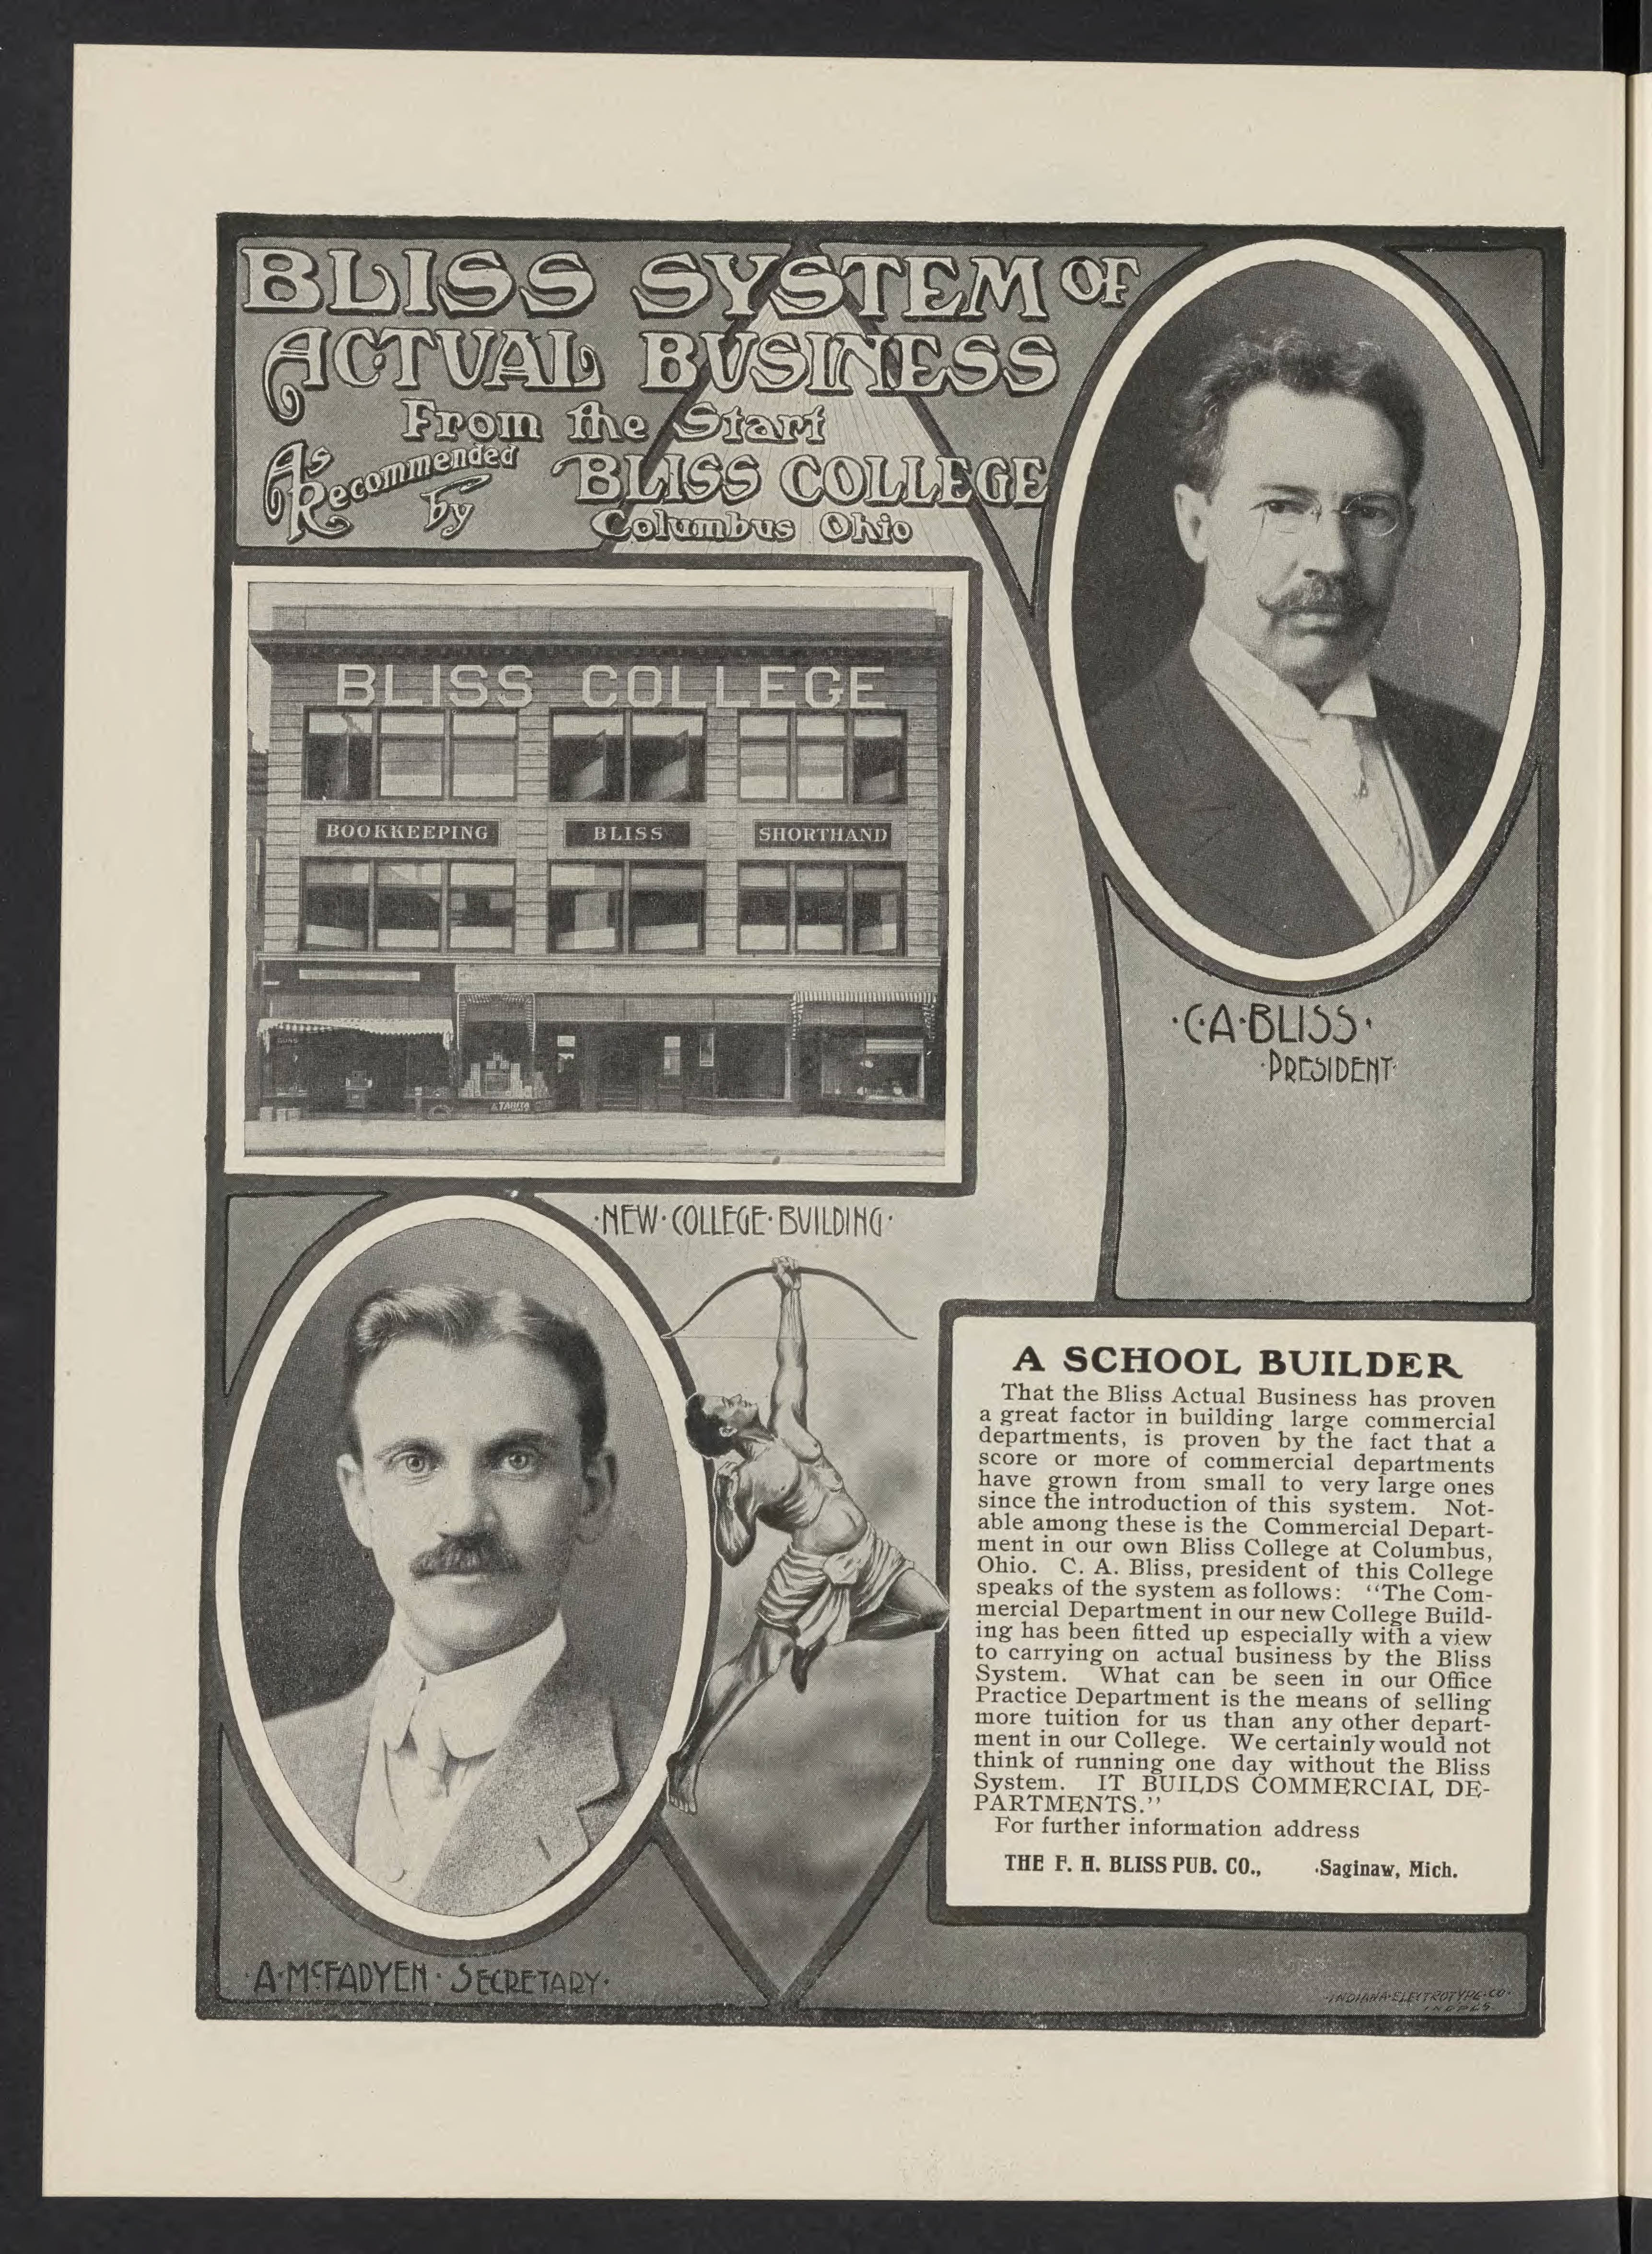 BLISS SYSTEM OF
ACTUAL BUSINESS
From the Start
As Recommended by
BLISS COLLEGE
Columbus Ohio
BLISS COLLEGE
BOOKKEEPING BLISS SHORTHAND
·C·A·BLISS·
·PRESIDENT·
·NEW·COLLEGE·BUILDING·
A SCHOOL BUILDER
That the Bliss Actual Business has proven
a great factor in building large commercial
departments, is proven by the fact that a
score or more of commercial departments
have grown from small to very large ones
since the introduction of this system. Not-
able among these is the Commercial Depart-
ment in our own Bliss College at Columbus,
Ohio. C. A. Bliss, president of this College
speaks of the system as follows: “The Com-
mercial Department in our new College Build-
ing has been fitted up especially with a view
to carrying on actual business by the Bliss
System. What can be seen in our Office
Practice Department is the means of selling
more tuition for us than any other depart-
ment in our College. We certainly would not
think of running one day without the Bliss
System. IT BUILDS COMMERCIAL DE-
PARTMENTS.”
For further information address
THE F. H. BLISS PUB. CO., Saginaw, Mich.
·A·McFADYEN·SECRETARY·
·INDIANA·ELECTROTYPE·CO·
INDPLS